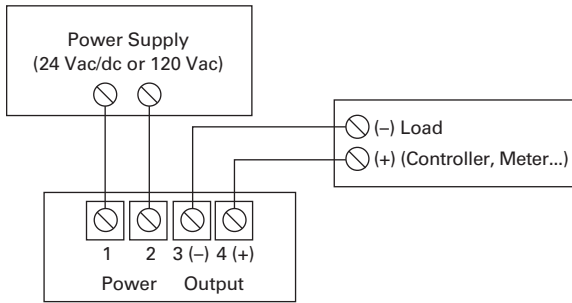 Power Supply
(24 Vac/dc or 120 Vac)
(–) Load
(+) (Controller, Meter...)
1 2 3 (–) 4 (+)
Power Output